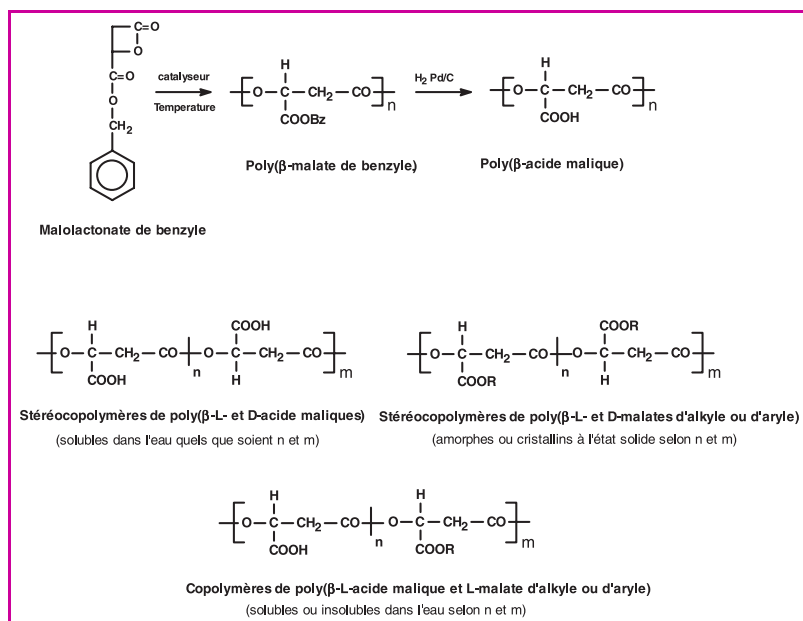 C=O
O
C=O
O
O
CH2
catalyseur
Temperature
H
O—C—CH2—CO
n
COOBz
H2 Pd/C
H
O—C—CH2—CO
n
COOH
Poly(β-malate de benzyle)
Poly(β-acide malique)
Malolactonate de benzyle
H COOH
O—C—CH2—CO O—C—CH2—CO
COOH n H m
H COOR
O—C—CH2—CO O—C—CH2—CO
COOR n H m
Stéréocopolymères de poly(β-L- et D-acide maliques)
(solubles dans l'eau quels que soient n et m)
Stéréocopolymères de poly(β-L- et D-malates d'alkyle ou d'aryle)
(amorphes ou cristallins à l'état solide selon n et m)
H H
O—C—CH2—CO O—C—CH2—CO
COOH n COOR m
Copolymères de poly(β-L-acide malique et L-malate d'alkyle ou d'aryle)
(solubles ou insolubles dans l'eau selon n et m)